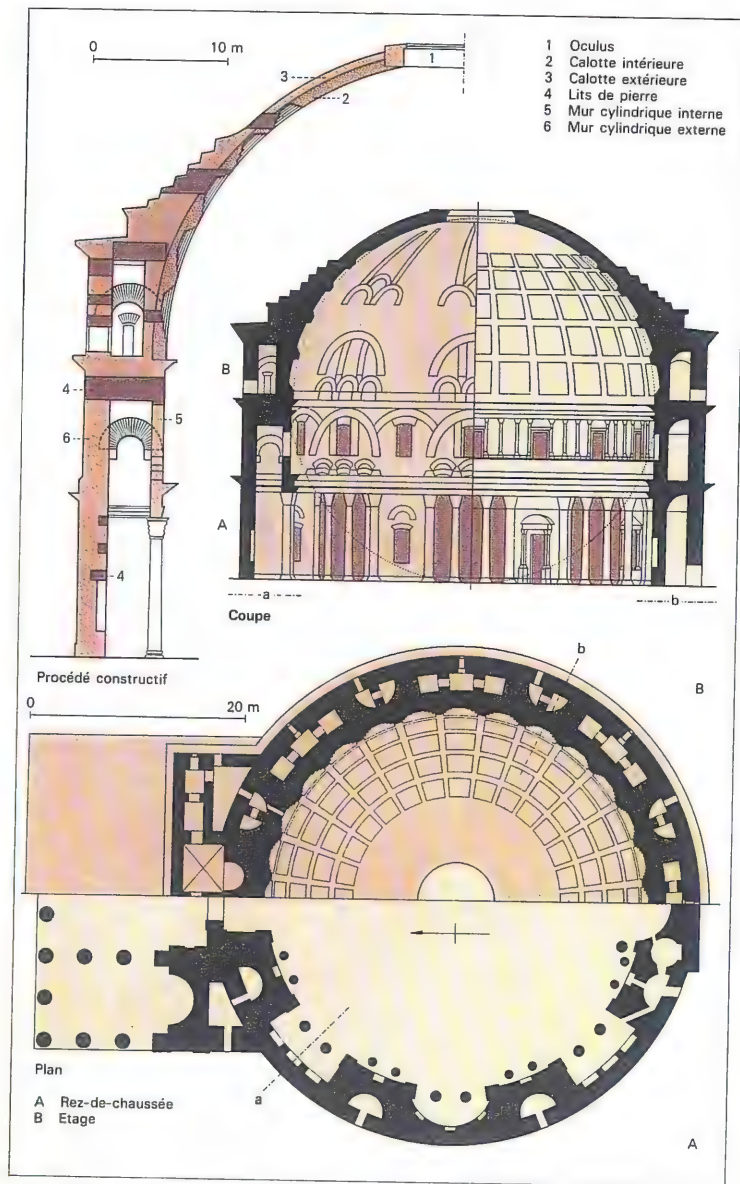 0 10 m
1 Oculus
2 Calotte intérieure
3 Calotte extérieure
4 Lits de pierre
5 Mur cylindrique interne
6 Mur cylindrique externe
1
3
2
B
4
5
6
A
4
a
b
Coupe
Procédé constructif
0 20 m
b
B
Plan
a
A Rez-de-chaussée
B Etage
A